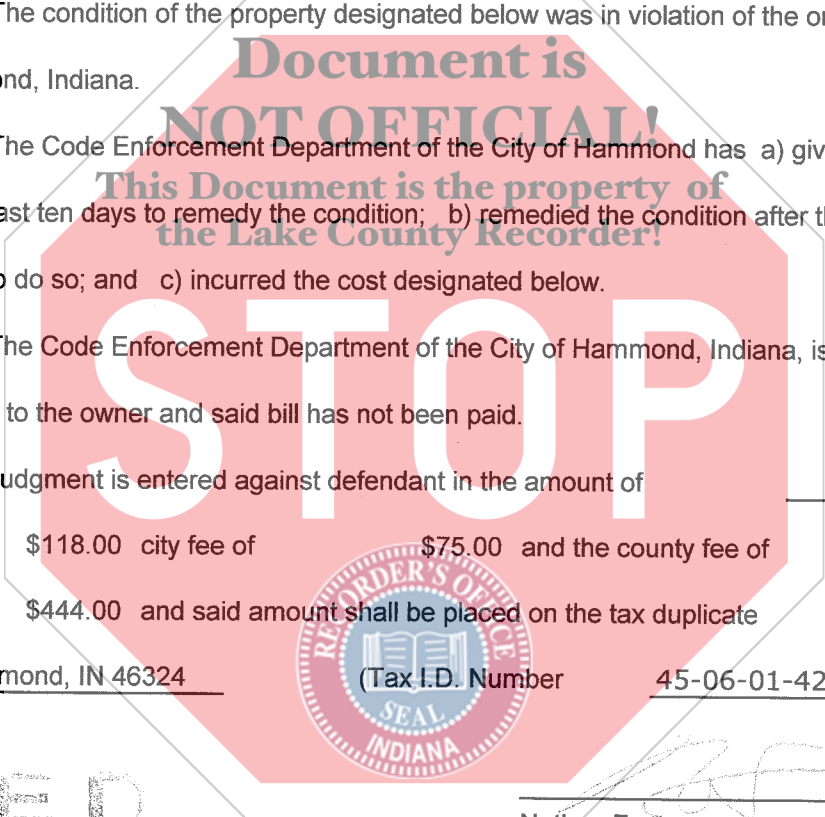 The condition of the property designated below was in violation of the or
Document is
ond, Indiana.
NOT OFFICIAL!
The Code Enforcement Department of the City of Hammond has a) giv
This Document is the property of
ast ten days to remedy the condition; b) remedied the condition after th
the Lake County Recorder!
o do so; and c) incurred the cost designated below.
STOP
The Code Enforcement Department of the City of Hammond, Indiana, is
to the owner and said bill has not been paid.
udgment is entered against defendant in the amount of
$118.00 city fee of $75.00 and the county fee of
$444.00 and said amount shall be placed on the tax duplicate
mond, IN 46324 (Tax I.D. Number 45-06-01-42
RECORDER'S OFFICE
SEAL
INDIANA